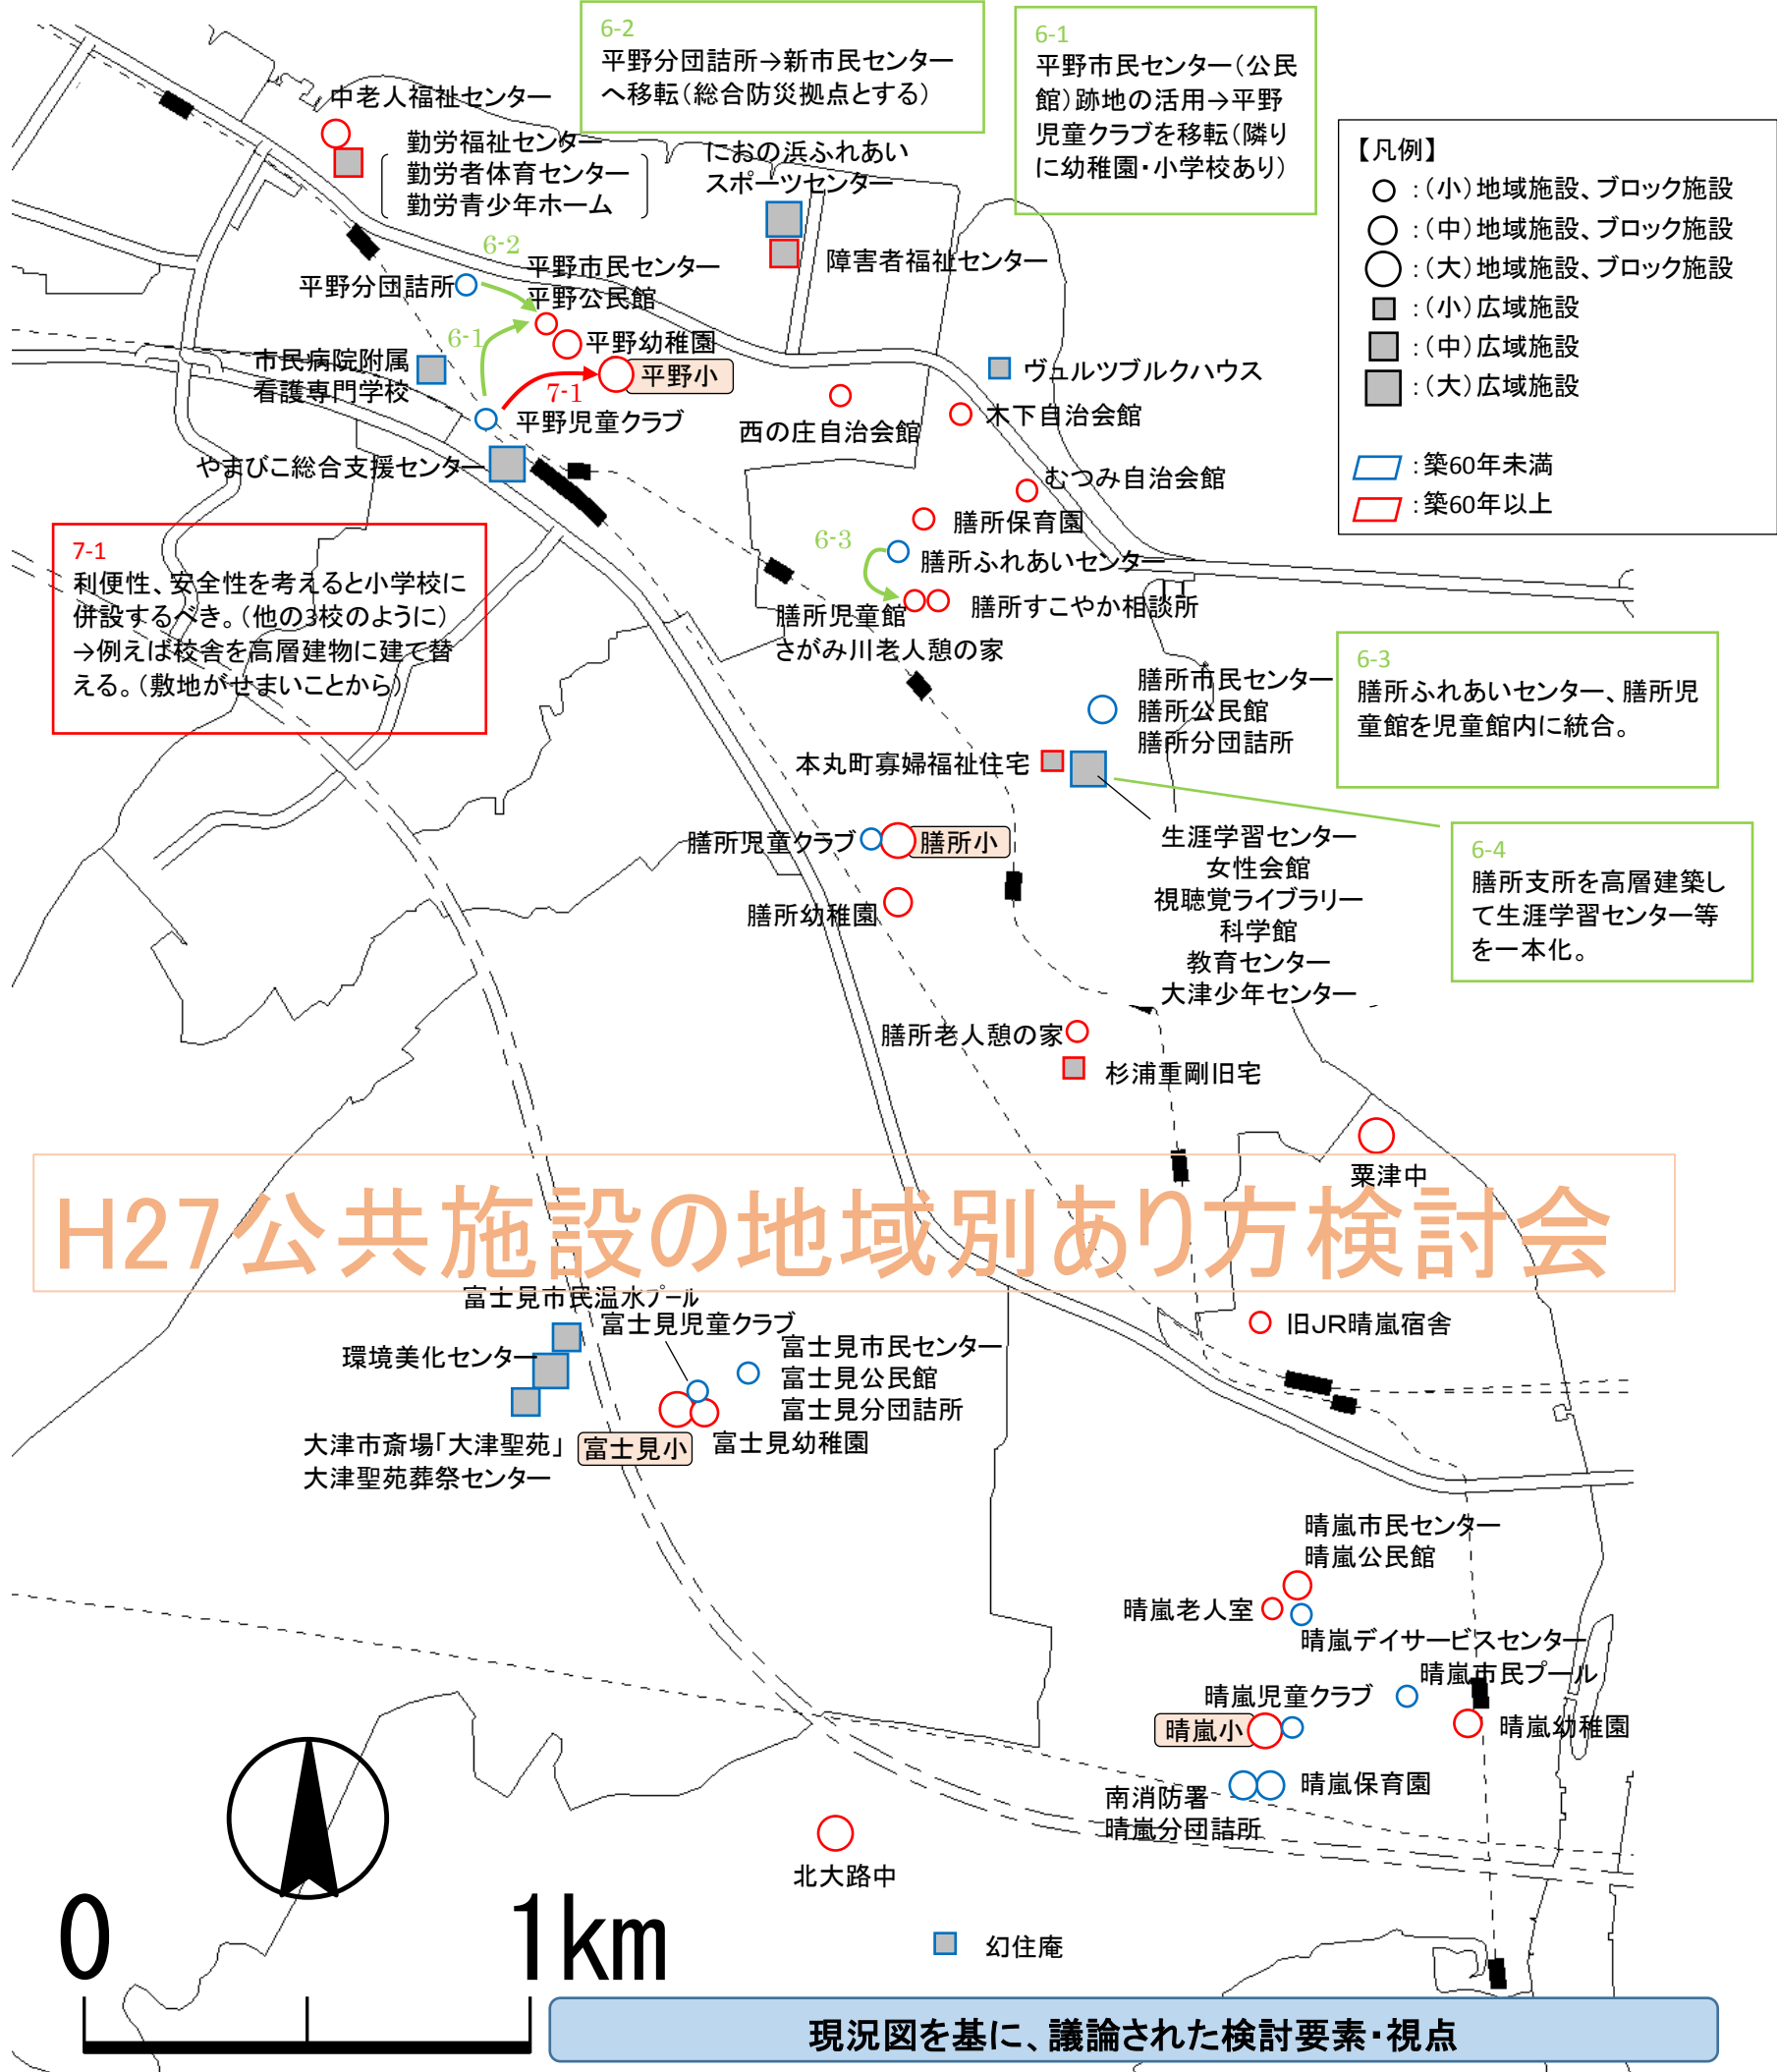 6-2
平野分団詰所→新市民センター
へ移転(総合防災拠点とする)
6-1
平野市民センター(公民
館)跡地の活用→平野
児童クラブを移転(隣り
に幼稚園・小学校あり)
【凡例】
:(小)地域施設、ブロック施設
:(中)地域施設、ブロック施設
:(大)地域施設、ブロック施設
:(小)広域施設
:(中)広域施設
:(大)広域施設
:築60年未満
:築60年以上
中老人福祉センター
勤労福祉センター
勤労者体育センター
勤労青少年ホーム
におの浜ふれあい
スポーツセンター
障害者福祉センター
6-2
平野分団詰所
平野市民センター
平野公民館
6-1
平野幼稚園
市民病院附属
看護専門学校
平野小
7-1
平野児童クラブ
ヴュルツブルクハウス
西の庄自治会館
木下自治会館
やまびこ総合支援センター
むつみ自治会館
7-1
利便性、安全性を考えると小学校に
併設するべき。(他の3校のように)
→例えば校舎を高層建物に建て替
える。(敷地がせまいことから)
膳所保育園
6-3
膳所ふれあいセンター
膳所児童館
さがみ川老人憩の家
膳所すこやか相談所
6-3
膳所ふれあいセンター、膳所児
童館を児童館内に統合。
膳所市民センター
膳所公民館
膳所分団詰所
本丸町寡婦福祉住宅
生涯学習センター
女性会館
視聴覚ライブラリー
科学館
教育センター
大津少年センター
6-4
膳所支所を高層建築し
て生涯学習センター等
を一本化。
膳所児童クラブ
膳所小
膳所幼稚園
膳所老人憩の家
杉浦重剛旧宅
粟津中
H27公共施設の地域別あり方検討会
富士見市民温水プール
富士見児童クラブ
環境美化センター
富士見市民センター
富士見公民館
富士見分団詰所
大津市斎場「大津聖苑」
大津聖苑葬祭センター
富士見小
富士見幼稚園
旧JR晴嵐宿舎
晴嵐市民センター
晴嵐公民館
晴嵐老人室
晴嵐デイサービスセンター
晴嵐市民プール
晴嵐児童クラブ
晴嵐小
晴嵐幼稚園
晴嵐保育園
南消防署
晴嵐分団詰所
北大路中
幻住庵
0
1km
現況図を基に、議論された検討要素・視点